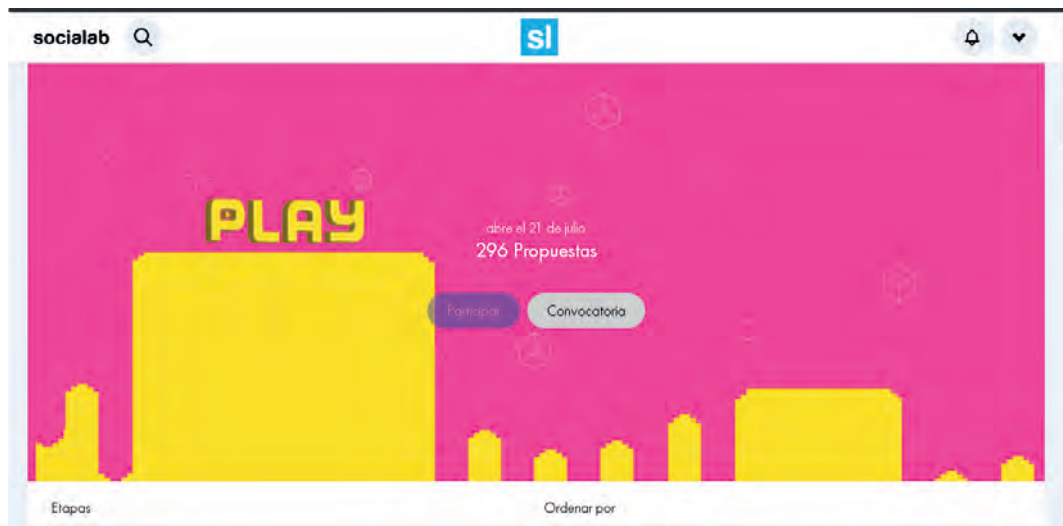 socialab
sl
PLAY
abre el 21 de julio
296 Propuestas
Participar
Convocatoria
Etapas
Ordenar por